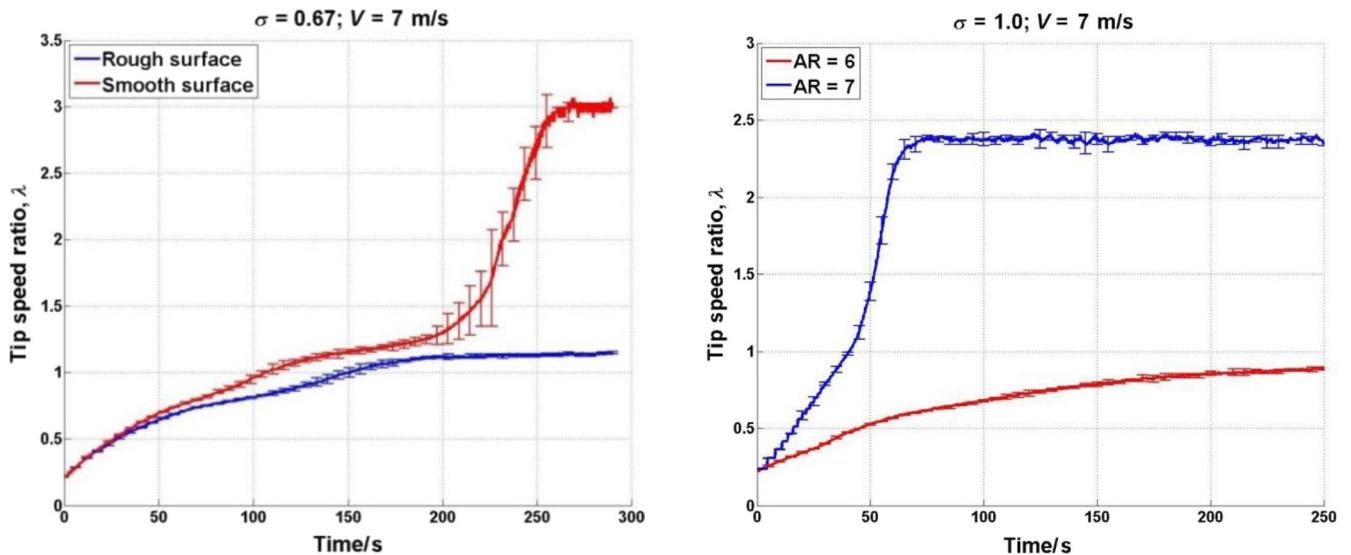 σ = 0.67; V = 7 m/s
3.5
3
2.5
2
1.5
1
0.5
0
Tip speed ratio, λ
Rough surface
Smooth surface
0 50 100 150 200 250 300
Time/s
σ = 1.0; V = 7 m/s
3
2.5
2
1.5
1
0.5
0
Tip speed ratio, λ
AR = 6
AR = 7
0 50 100 150 200 250
Time/s